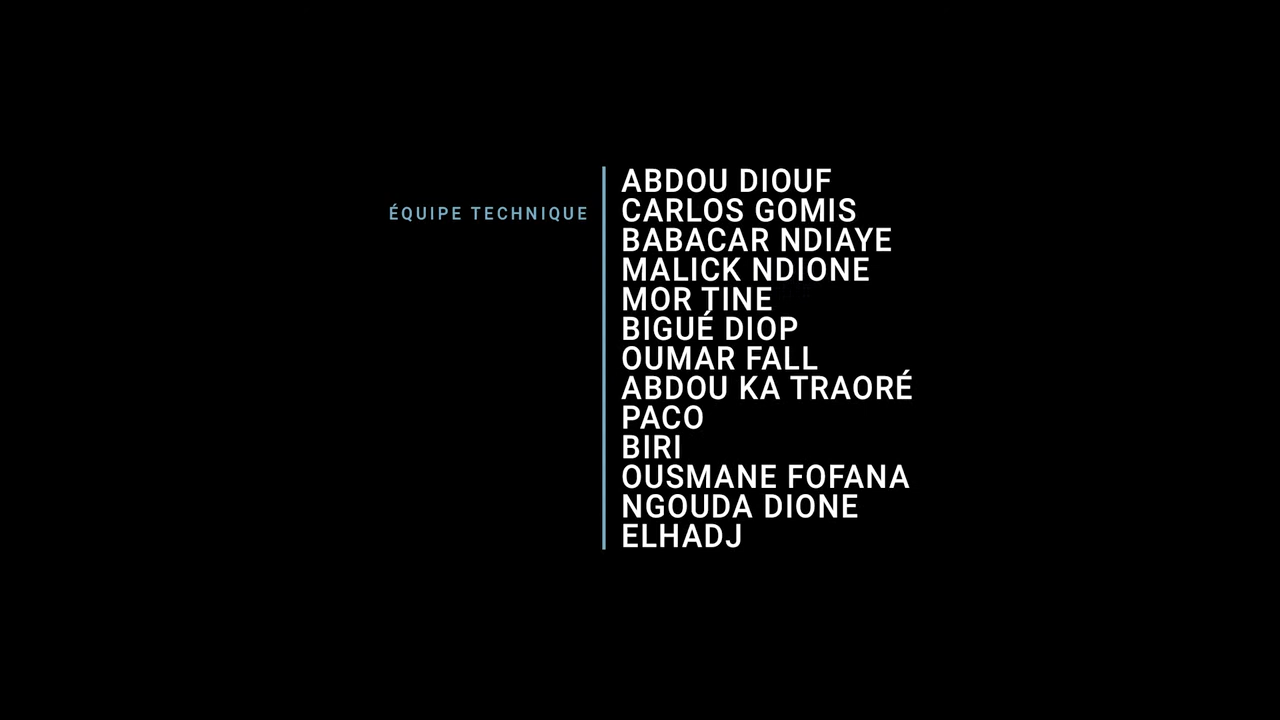 ÉQUIPE TECHNIQUE
ABDOU DIOUF
CARLOS GOMIS
BABACAR NDIAYE
MALICK NDIONE
MOR TINE
BIGUÉ DIOP
OUMAR FALL
ABDOU KA TRAORÉ
PACO
BIRI
OUSMANE FOFANA
NGOUDA DIONE
ELHADJ